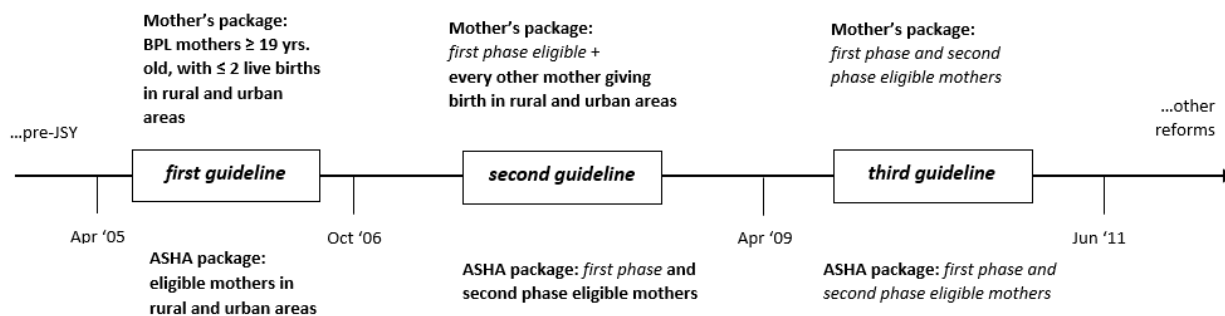 Mother’s package:
BPL mothers ≥ 19 yrs.
old, with ≤ 2 live births
in rural and urban
areas
Mother’s package:
first phase eligible +
every other mother giving
birth in rural and urban areas
Mother’s package:
first phase and second
phase eligible mothers
...pre-JSY
...other
reforms
first guideline
second guideline
third guideline
Apr ‘05
Oct ‘06
Apr ‘09
Jun ‘11
ASHA package:
eligible mothers in
rural and urban areas
ASHA package: first phase and
second phase eligible mothers
ASHA package: first phase and
second phase eligible mothers